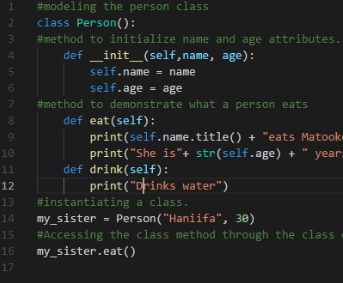 1 #modeling the person class
2 class Person():
3 #method to initialize name and age attributes.
4 def __init__(self,name, age):
5 self.name = name
6 self.age = age
7 #method to demonstrate what a person eats
8 def eat(self):
9 print(self.name.title() + "eats Matook
10 print("She is"+ str(self.age) + " year
11 def drink(self):
12 print("Drinks water")
13 #instantiating a class.
14 my_sister = Person("Haniifa", 30)
15 #Accessing the class method through the class
16 my_sister.eat()
17